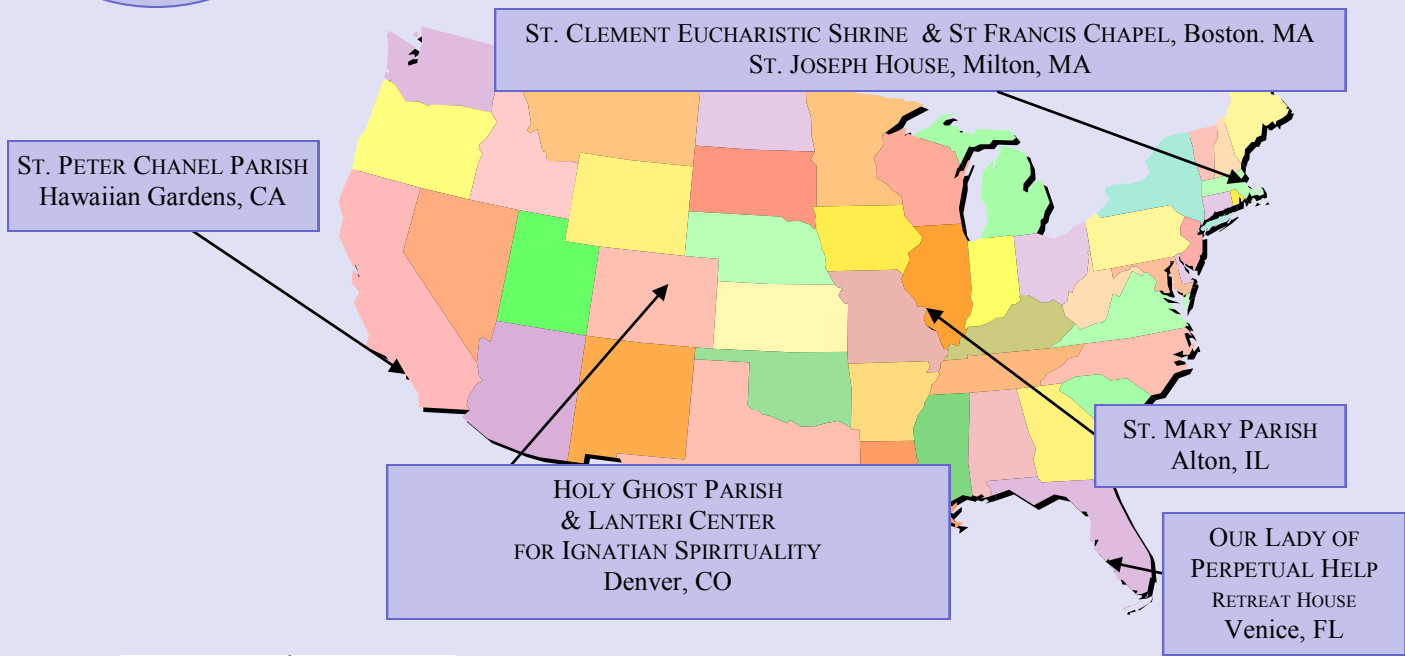 ST. CLEMENT EUCHARISTIC SHRINE & ST FRANCIS CHAPEL, Boston. MA
ST. JOSEPH HOUSE, Milton, MA
ST. PETER CHANEL PARISH
Hawaiian Gardens, CA
ST. MARY PARISH
Alton, IL
HOLY GHOST PARISH
& LANTERI CENTER
FOR IGNATIAN SPIRITUALITY
Denver, CO
OUR LADY OF
PERPETUAL HELP
RETREAT HOUSE
Venice, FL